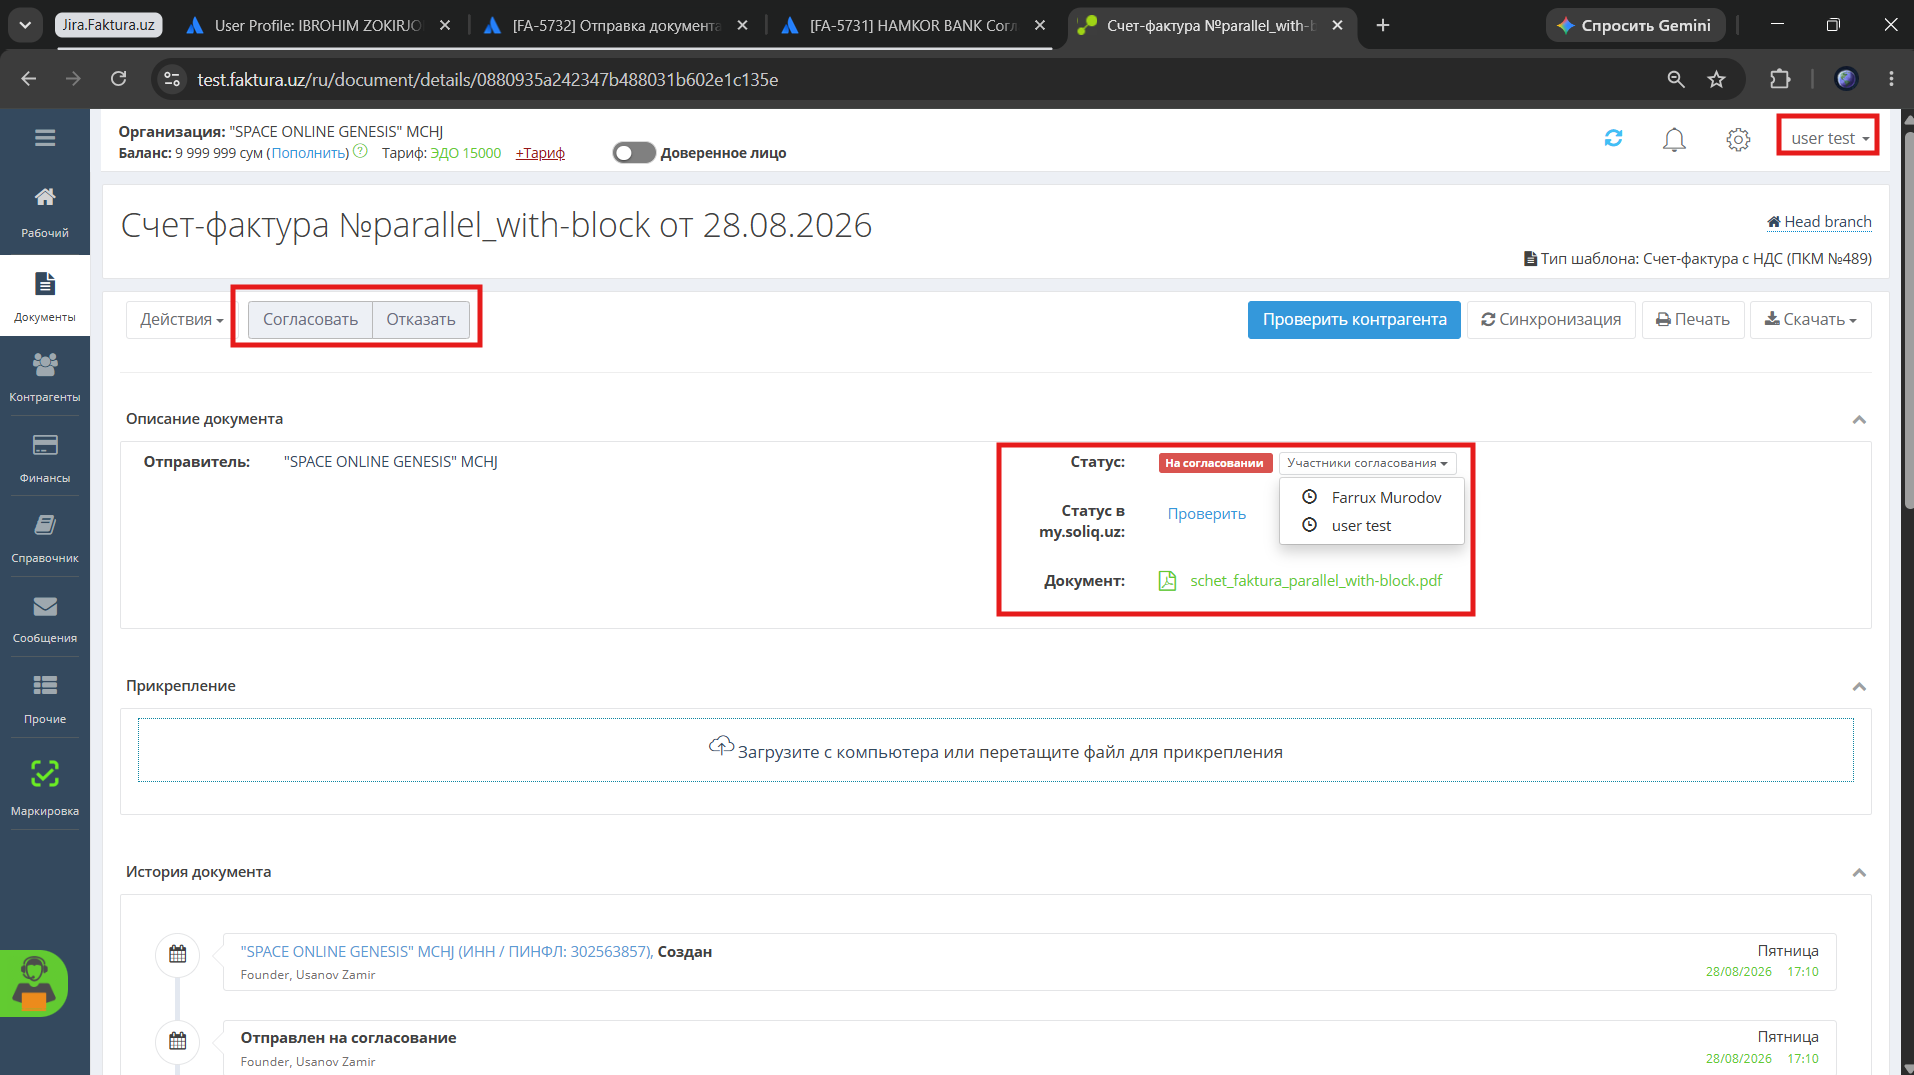 Jira.Faktura.uz
User Profile: IBROHIM ZOKIRJO
[FA-5732] Отправка документа
[FA-5731] HAMKOR BANK Согл
Счет-фактура №parallel_with-b
Спросить Gemini
test.faktura.uz/ru/document/details/0880935a242347b488031b602e1c135e
Организация: "SPACE ONLINE GENESIS" MCHJ
Баланс: 9 999 999 сум (Пополнить) ? Тариф: ЭДО 15000 +Тариф
Доверенное лицо
user test
Рабочий
Документы
Контрагенты
Финансы
Справочник
Сообщения
Прочие
Маркировка
Счет-фактура №parallel_with-block от 28.08.2026
Head branch
Тип шаблона: Счет-фактура с НДС (ПКМ №489)
Действия
Согласовать
Отказать
Проверить контрагента
Синхронизация
Печать
Скачать
Описание документа
Отправитель: "SPACE ONLINE GENESIS" MCHJ
Статус: На согласовании Участники согласования
Farrux Murodov
user test
Статус в my.soliq.uz: Проверить
Документ: schet_faktura_parallel_with-block.pdf
Прикрепление
Загрузите с компьютера или перетащите файл для прикрепления
История документа
"SPACE ONLINE GENESIS" MCHJ (ИНН / ПИНФЛ: 302563857), Создан
Founder, Usanov Zamir
Пятница
28/08/2026 17:10
Отправлен на согласование
Founder, Usanov Zamir
Пятница
28/08/2026 17:10